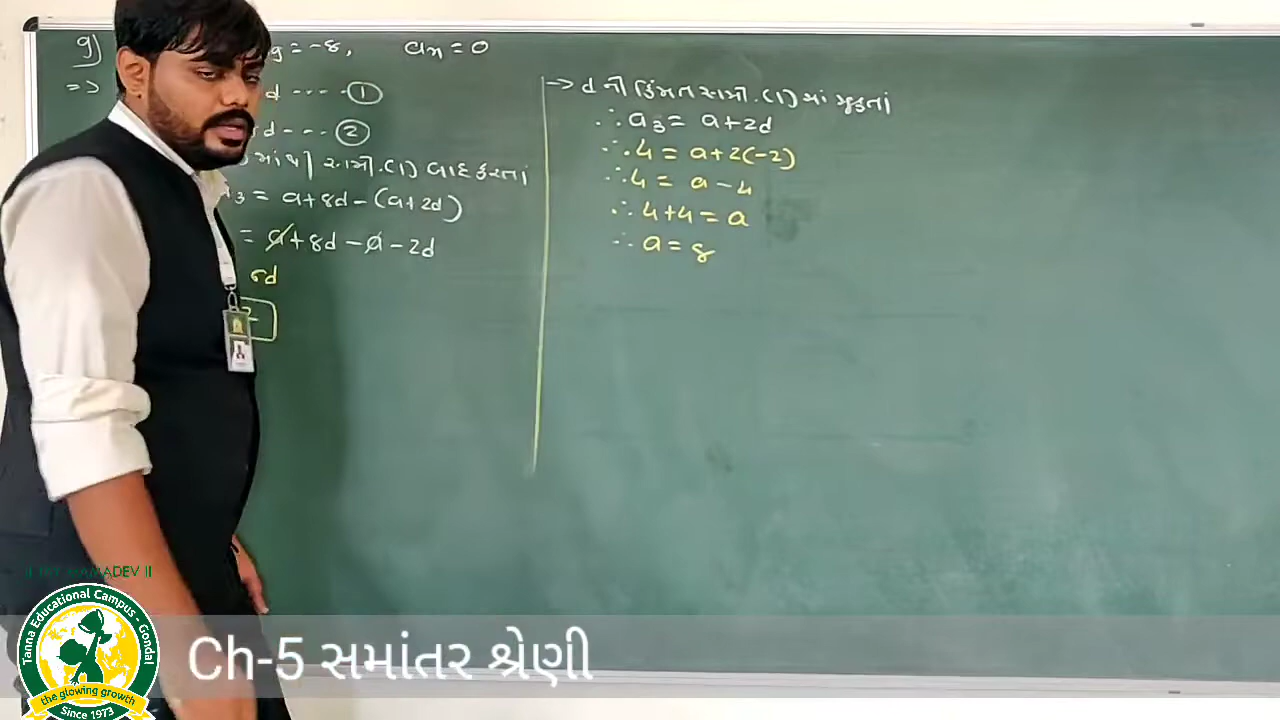 9) g = -8, an = 0
=> d --- ①
d --- ②
સમી.(1) બાદ કરતાં
3 = a + 8d - (a + 2d)
= a + 8d - a - 2d
6d
→ d ની કિંમત સમી.(1) માં મૂકતાં
∴ a3 = a + 2d
∴ 4 = a + 2(-2)
∴ 4 = a - 4
∴ 4 + 4 = a
∴ a = 8
Tanna Educational Campus - Gondal
the glowing growth
Since 1973
Ch-5 સમાંતર શ્રેણી